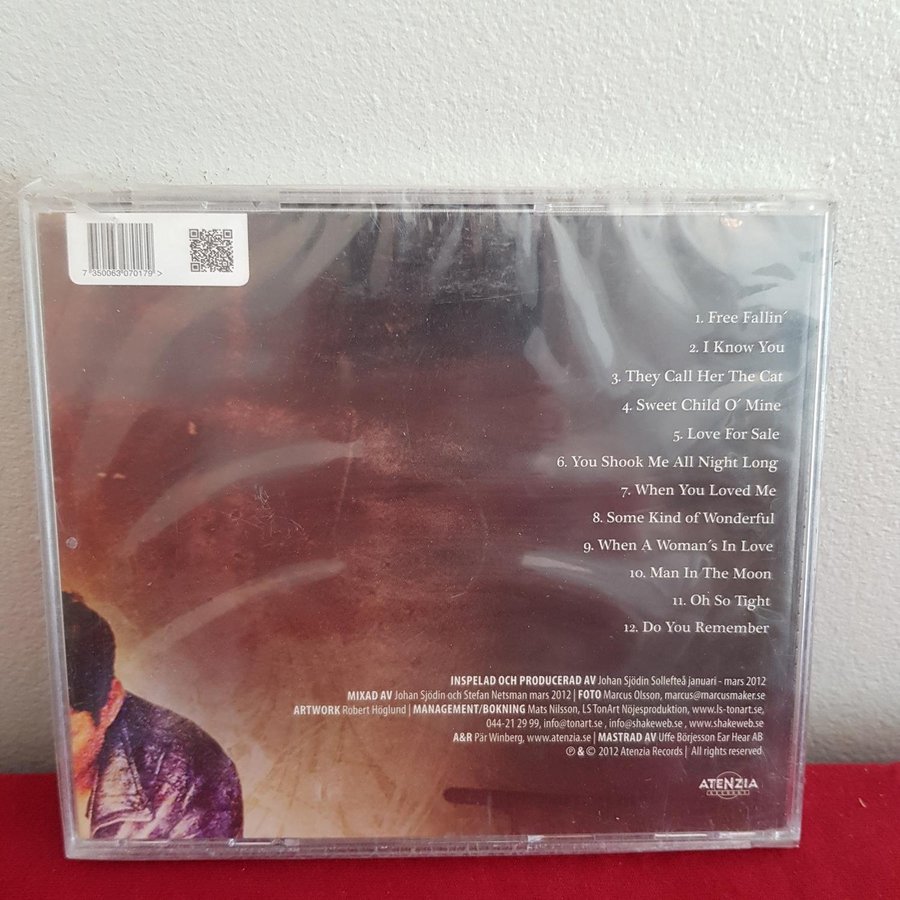 7 350063 070179 >
1. Free Fallin´
2. I Know You
3. They Call Her The Cat
4. Sweet Child O´ Mine
5. Love For Sale
6. You Shook Me All Night Long
7. When You Loved Me
8. Some Kind of Wonderful
9. When A Woman´s In Love
10. Man In The Moon
11. Oh So Tight
12. Do You Remember
INSPELAD OCH PRODUCERAD AV Johan Sjödin Sollefteå januari - mars 2012
MIXAD AV Johan Sjödin och Stefan Netsman mars 2012 | FOTO Marcus Olsson, marcus@marcusmaker.se
ARTWORK Robert Höglund | MANAGEMENT/BOKNING Mats Nilsson, LS TonArt Nöjesproduktion, www.ls-tonart.se,
044-21 29 99, info@tonart.se , info@shakeweb.se , www.shakeweb.se
A&R Pär Winberg, www.atenzia.se | MASTRAD AV Uffe Börjesson Ear Hear AB
℗ & © 2012 Atenzia Records | All rights reserved
ATENZIA
RECORDS